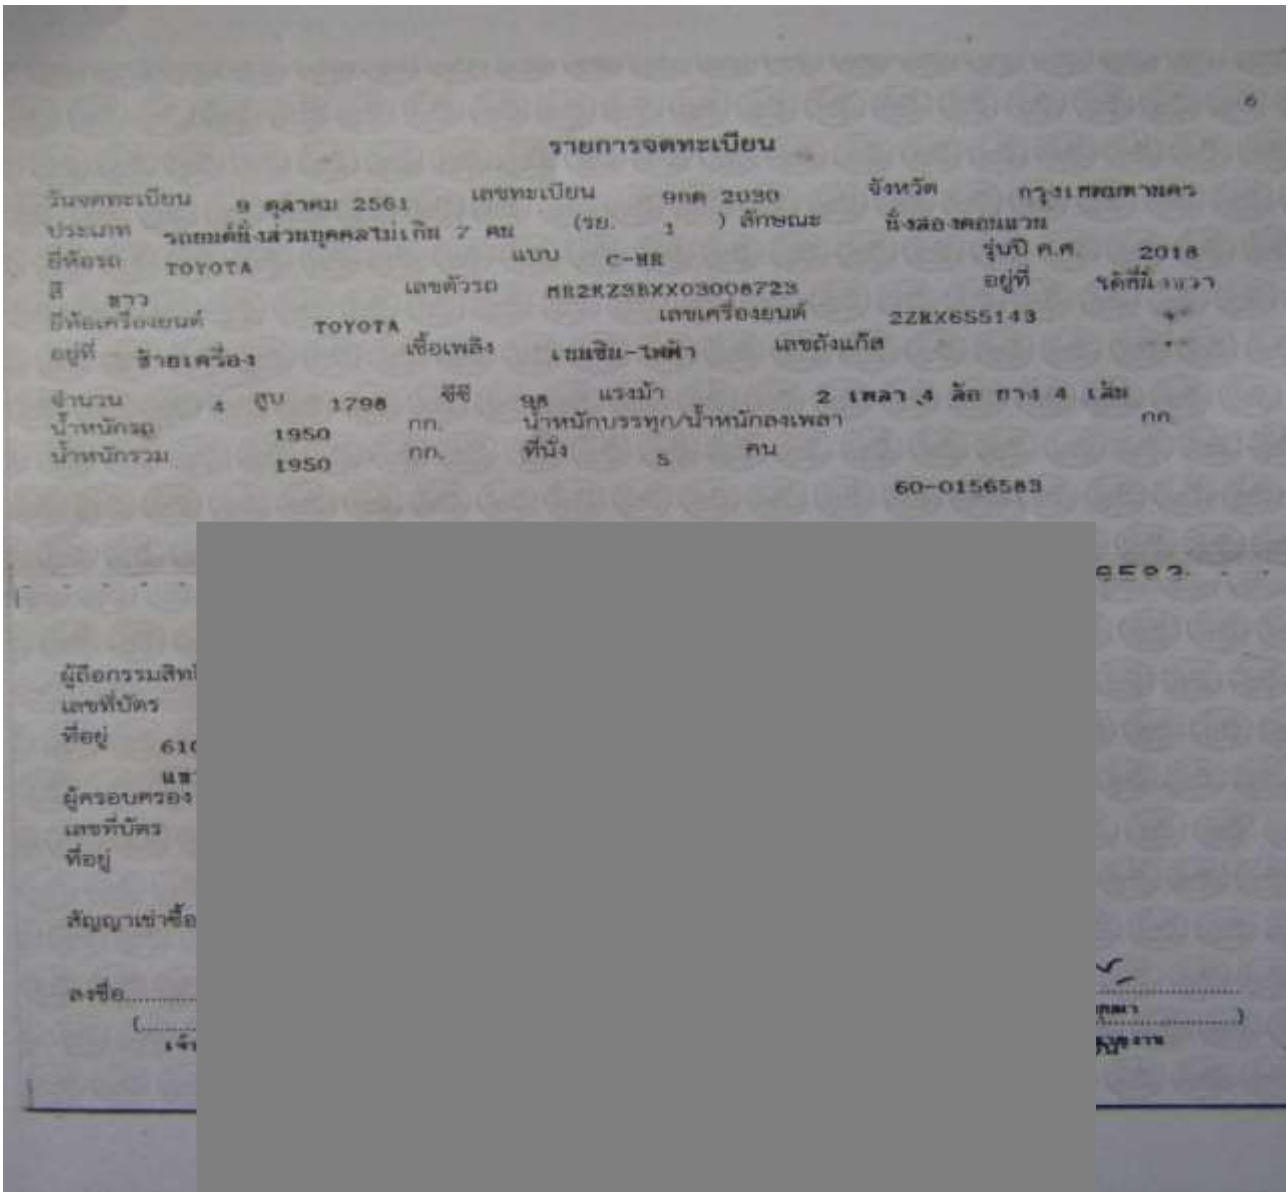 6
รายการจดทะเบียน
วันจดทะเบียน 9 ตุลาคม 2561 เลขทะเบียน 9กค 2030 จังหวัด กรุงเทพมหานคร
ประเภท รถยนต์นั่งส่วนบุคคลไม่เกิน 7 คน (รย. 1 ) ลักษณะ นั่งสองตอนแวน
ยี่ห้อรถ TOYOTA แบบ C-HR รุ่นปี ค.ศ. 2018
สี ขาว เลขตัวรถ MR2KZ3BXX03008723 อยู่ที่ ใต้ที่นั่งขวา
ยี่ห้อเครื่องยนต์ TOYOTA เลขเครื่องยนต์ 2ZRX655143
อยู่ที่ ซ้ายเครื่อง เชื้อเพลิง เบนซิน-ไฟฟ้า เลขถังแก๊ส
จำนวน 4 สูบ 1798 ซีซี 98 แรงม้า 2 เพลา 4 ล้อ ยาง 4 เส้น
น้ำหนักรถ 1950 กก. น้ำหนักบรรทุก/น้ำหนักลงเพลา กก.
น้ำหนักรวม 1950 กก. ที่นั่ง 5 คน
60-0156583
ผู้ถือกรรมสิทธ
เลขที่บัตร
ที่อยู่ 610
แขว
ผู้ครอบครอง
เลขที่บัตร
ที่อยู่
สัญญาเช่าซื้อ
ลงชื่อ
(
)